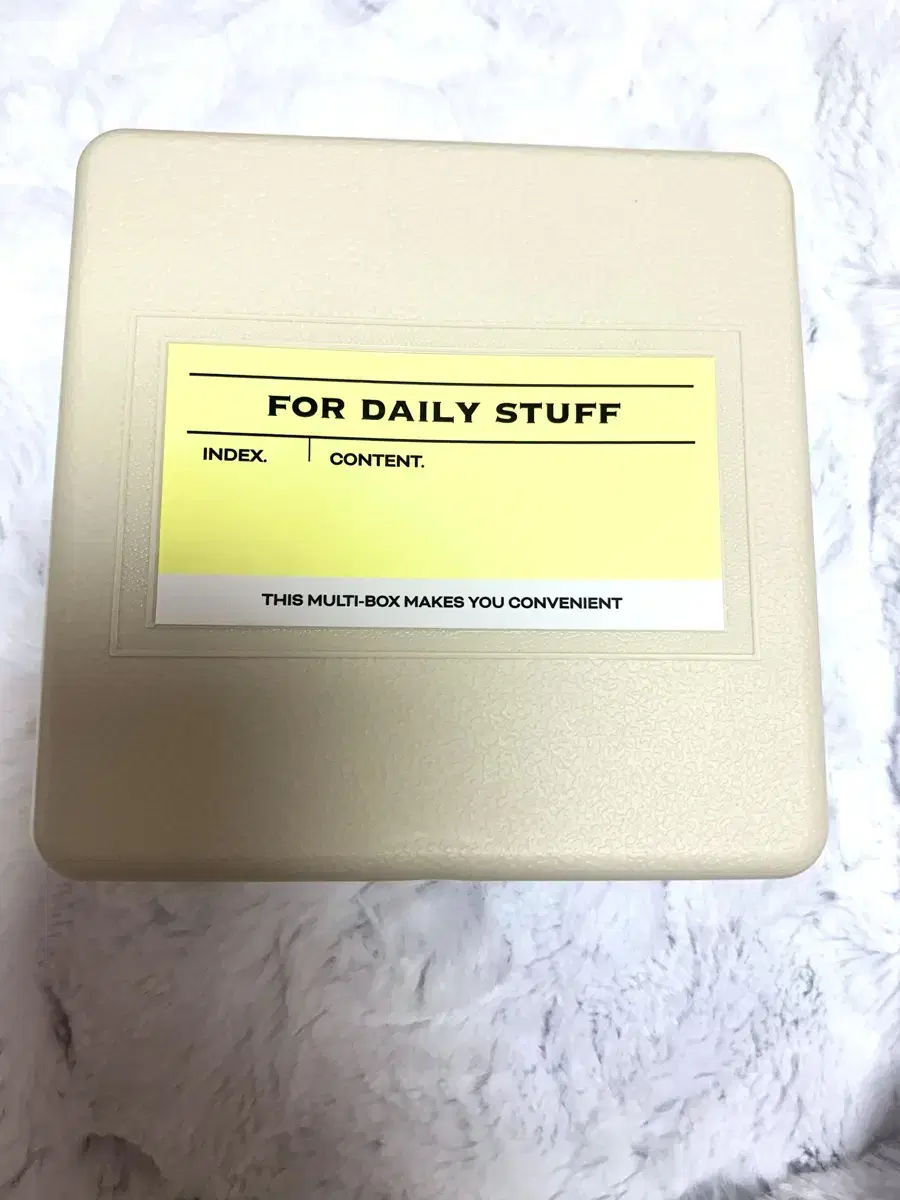 FOR DAILY STUFF
INDEX. CONTENT.
THIS MULTI-BOX MAKES YOU CONVENIENT